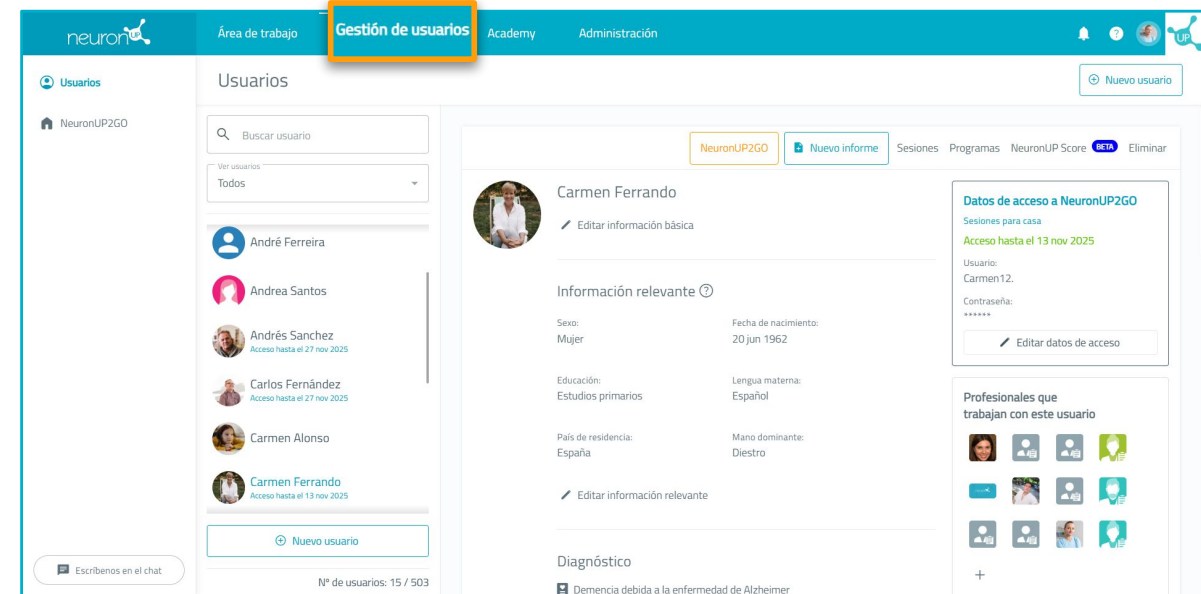 neuronUP
Área de trabajo
Gestión de usuarios
Academy
Administración
UP
Usuarios
NeuronUP2GO
Usuarios
Nuevo usuario
Buscar usuario
Ver usuarios
Todos
André Ferreira
Andrea Santos
Andrés Sanchez
Acceso hasta el 27 nov 2025
Carlos Fernández
Acceso hasta el 27 nov 2025
Carmen Alonso
Carmen Ferrando
Acceso hasta el 13 nov 2025
Nuevo usuario
Nº de usuarios: 15 / 503
Escríbenos en el chat
NeuronUP2GO
Nuevo informe
Sesiones
Programas
NeuronUP Score BETA
Eliminar
Carmen Ferrando
Editar información básica
Información relevante ?
Sexo:
Mujer
Fecha de nacimiento:
20 jun 1962
Educación:
Estudios primarios
Lengua materna:
Español
País de residencia:
España
Mano dominante:
Diestro
Editar información relevante
Diagnóstico
Demencia debida a la enfermedad de Alzheimer
Datos de acceso a NeuronUP2GO
Sesiones para casa
Acceso hasta el 13 nov 2025
Usuario:
Carmen12.
Contraseña:
******
Editar datos de acceso
Profesionales que
trabajan con este usuario
+